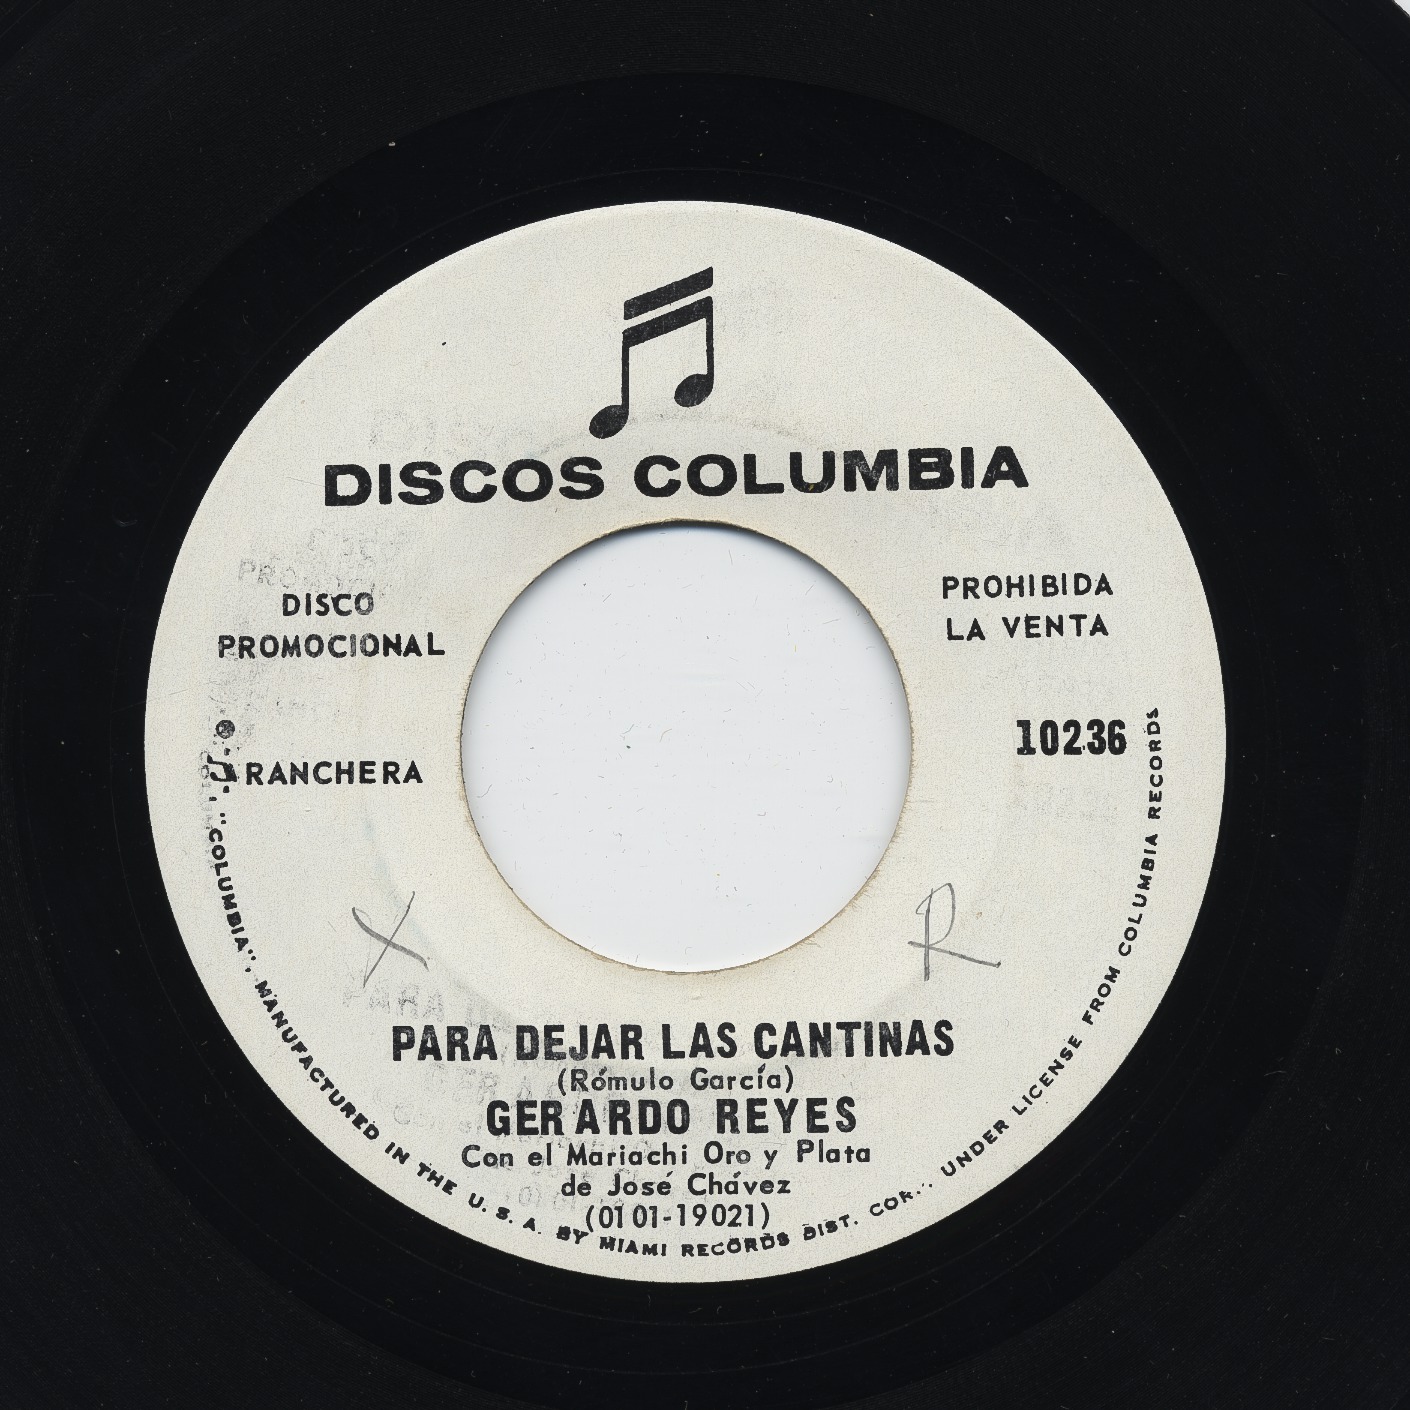 DISCOS COLUMBIA
DISCO
PROMOCIONAL
PROHIBIDA
LA VENTA
10236
RANCHERA
X
R
PARA DEJAR LAS CANTINAS
(Rómulo García)
GERARDO REYES
Con el Mariachi Oro y Plata
de José Chávez
(0101-19021)
"COLUMBIA". MANUFACTURED IN THE U. S. A. BY MIAMI RECORDS DIST. COR.. UNDER LICENSE FROM COLUMBIA RECORDS